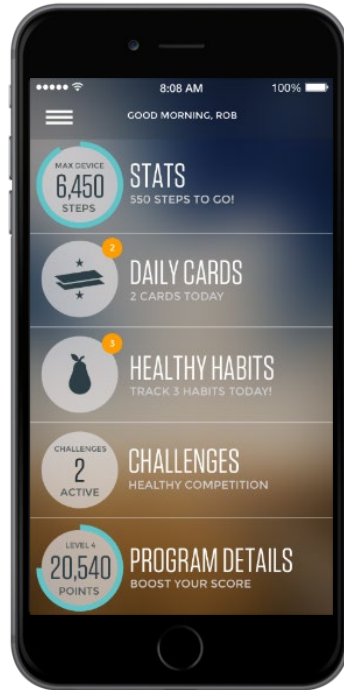 8:08 AM
100%
GOOD MORNING, ROB
MAX DEVICE
6,450
STEPS
STATS
550 STEPS TO GO!
2
DAILY CARDS
2 CARDS TODAY
3
HEALTHY HABITS
TRACK 3 HABITS TODAY!
CHALLENGES
2
ACTIVE
CHALLENGES
HEALTHY COMPETITION
LEVEL 4
20,540
POINTS
PROGRAM DETAILS
BOOST YOUR SCORE